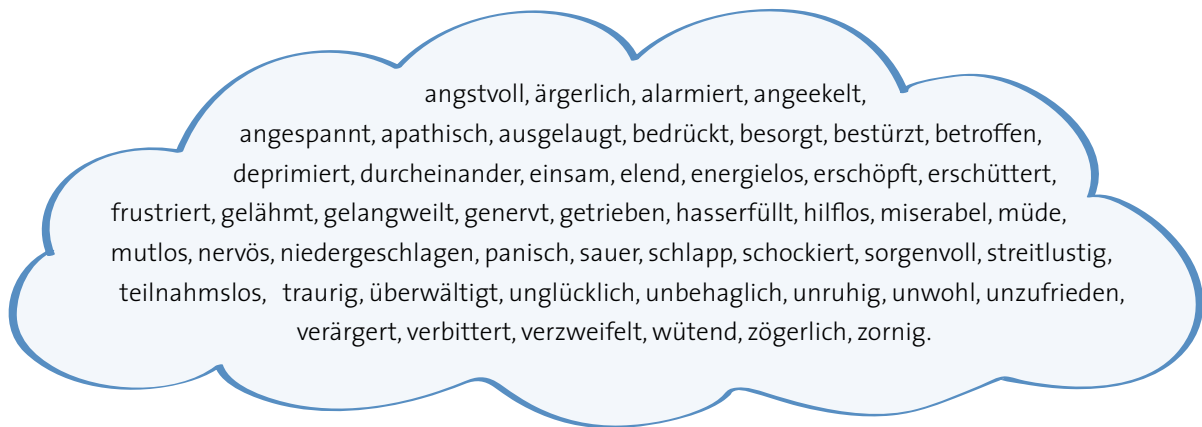 angstvoll, ärgerlich, alarmiert, angeekelt,
angespannt, apathisch, ausgelaugt, bedrückt, besorgt, bestürzt, betroffen,
deprimiert, durcheinander, einsam, elend, energielos, erschöpft, erschüttert,
frustriert, gelähmt, gelangweilt, genervt, getrieben, hasserfüllt, hilflos, miserabel, müde,
mutlos, nervös, niedergeschlagen, panisch, sauer, schlapp, schockiert, sorgenvoll, streitlustig,
teilnahmslos, traurig, überwältigt, unglücklich, unbehaglich, unruhig, unwohl, unzufrieden,
verärgert, verbittert, verzweifelt, wütend, zögerlich, zornig.